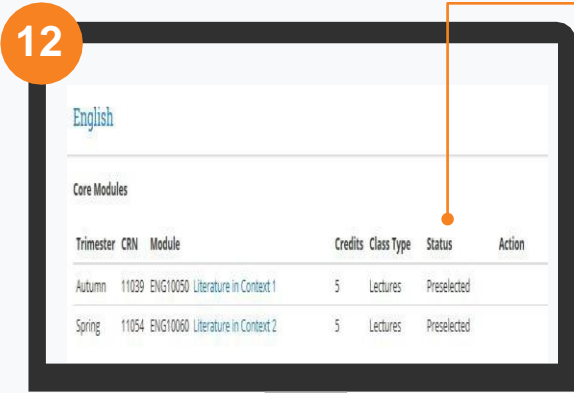 12
English
Core Modules
Trimester CRN Module Credits Class Type Status Action
Autumn 11039 ENG10050 Literature in Context 1 5 Lectures Preselected
Spring 11054 ENG10060 Literature in Context 2 5 Lectures Preselected